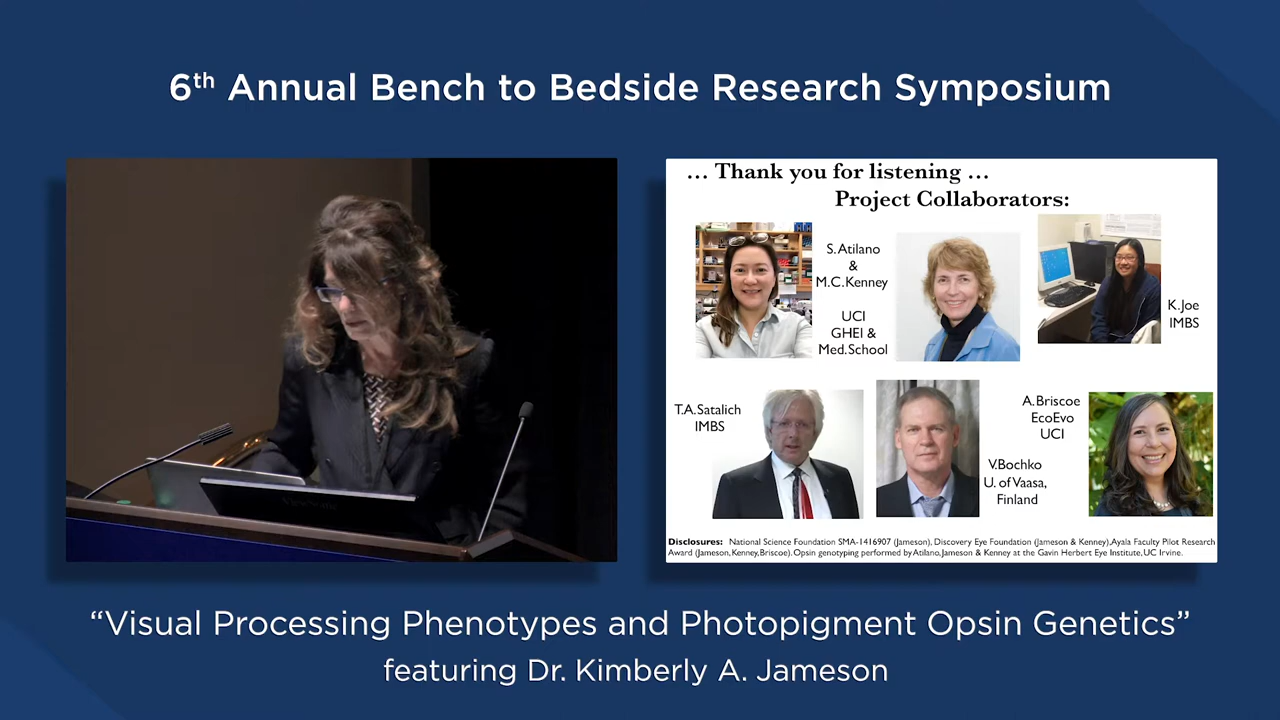 6th Annual Bench to Bedside Research Symposium
... Thank you for listening ...
Project Collaborators:
S. Atilano
&
M.C. Kenney
UCI
GHEI &
Med. School
K. Joe
IMBS
T.A. Satalich
IMBS
V. Bochko
U. of Vaasa,
Finland
A. Briscoe
EcoEvo
UCI
Disclosures: National Science Foundation SMA-1416907 (Jameson), Discovery Eye Foundation (Jameson & Kenney), Ayala Faculty Pilot Research
Award (Jameson, Kenney, Briscoe). Opsin genotyping performed by Atilano, Jameson & Kenney at the Gavin Herbert Eye Institute, UC Irvine.
“Visual Processing Phenotypes and Photopigment Opsin Genetics”
featuring Dr. Kimberly A. Jameson